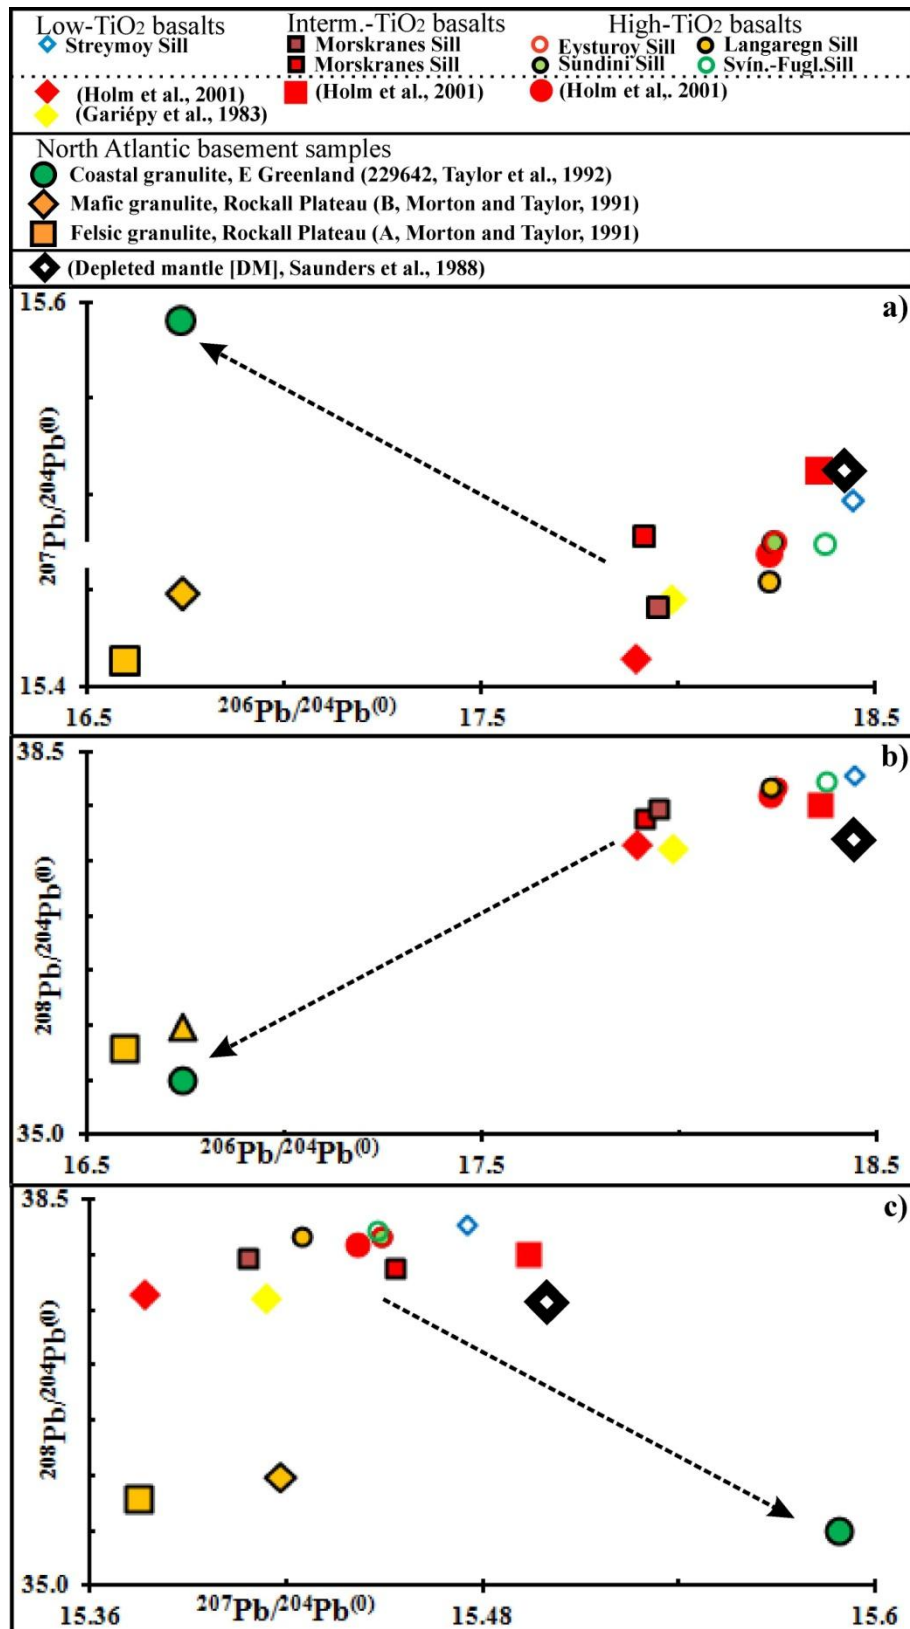 Low-TiO2 basalts Interm.-TiO2 basalts High-TiO2 basalts
Streymoy Sill Morskranes Sill Eysturoy Sill Langaregn Sill
Morskranes Sill Sundini Sill Svín.-Fugl.Sill
(Holm et al., 2001) (Holm et al., 2001) (Holm et al,. 2001)
(Gariépy et al., 1983)
North Atlantic basement samples
Coastal granulite, E Greenland (229642, Taylor et al., 1992)
Mafic granulite, Rockall Plateau (B, Morton and Taylor, 1991)
Felsic granulite, Rockall Plateau (A, Morton and Taylor, 1991)
(Depleted mantle [DM], Saunders et al., 1988)
a)
15.6
207Pb/204Pb(0)
15.4
16.5 206Pb/204Pb(0) 17.5 18.5
b)
38.5
208Pb/204Pb(0)
35.0
16.5 206Pb/204Pb(0) 17.5 18.5
c)
38.5
208Pb/204Pb(0)
35.0
15.36 207Pb/204Pb(0) 15.48 15.6